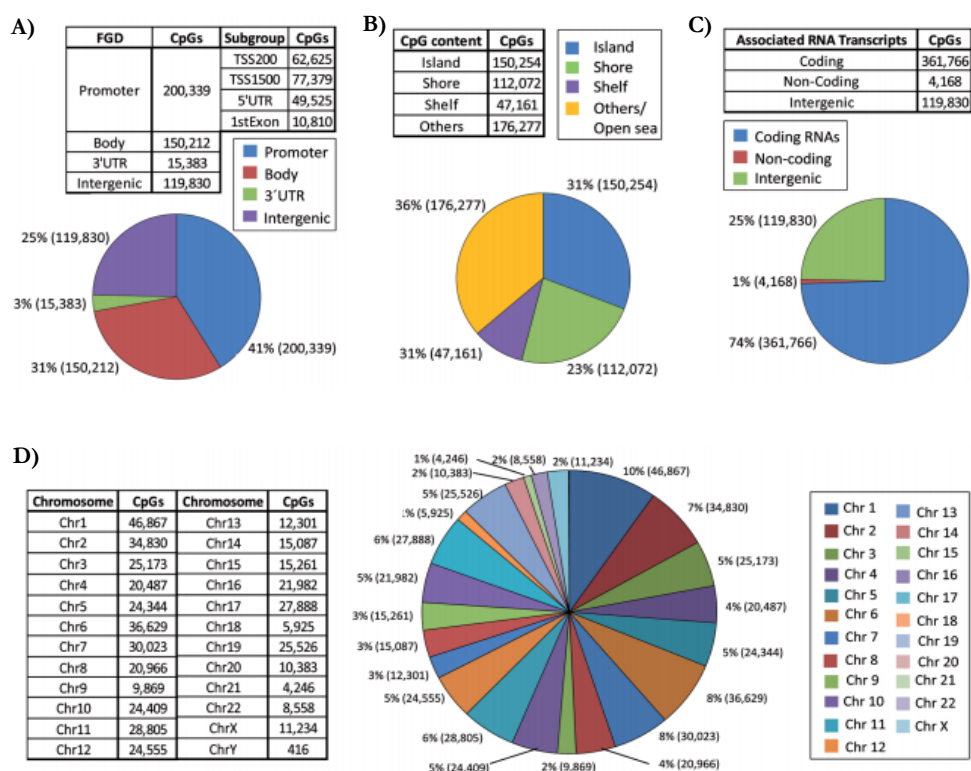 A)
FGD CpGs Subgroup CpGs
Promoter 200,339
TSS200 62,625
TSS1500 77,379
5'UTR 49,525
1stExon 10,810
Body 150,212
3'UTR 15,383
Intergenic 119,830
Promoter
Body
3´UTR
Intergenic
25% (119,830)
3% (15,383)
31% (150,212)
41% (200,339)
B)
CpG content CpGs
Island 150,254
Shore 112,072
Shelf 47,161
Others 176,277
Island
Shore
Shelf
Others/
Open sea
36% (176,277)
31% (150,254)
31% (47,161)
23% (112,072)
C)
Associated RNA Transcripts CpGs
Coding 361,766
Non-Coding 4,168
Intergenic 119,830
Coding RNAs
Non-coding
Intergenic
25% (119,830)
1% (4,168)
74% (361,766)
D)
Chromosome CpGs Chromosome CpGs
Chr1 46,867 Chr13 12,301
Chr2 34,830 Chr14 15,087
Chr3 25,173 Chr15 15,261
Chr4 20,487 Chr16 21,982
Chr5 24,344 Chr17 27,888
Chr6 36,629 Chr18 5,925
Chr7 30,023 Chr19 25,526
Chr8 20,966 Chr20 10,383
Chr9 9,869 Chr21 4,246
Chr10 24,409 Chr22 8,558
Chr11 28,805 ChrX 11,234
Chr12 24,555 ChrY 416
10% (46,867)
7% (34,830)
5% (25,173)
4% (20,487)
5% (24,344)
8% (36,629)
8% (30,023)
4% (20,966)
2% (9,869)
5% (24,409)
6% (28,805)
5% (24,555)
3% (12,301)
3% (15,087)
3% (15,261)
5% (21,982)
6% (27,888)
1% (5,925)
5% (25,526)
2% (10,383)
1% (4,246)
2% (8,558)
2% (11,234)
Chr 1
Chr 2
Chr 3
Chr 4
Chr 5
Chr 6
Chr 7
Chr 8
Chr 9
Chr 10
Chr 11
Chr 12
Chr 13
Chr 14
Chr 15
Chr 16
Chr 17
Chr 18
Chr 19
Chr 20
Chr 21
Chr 22
Chr X